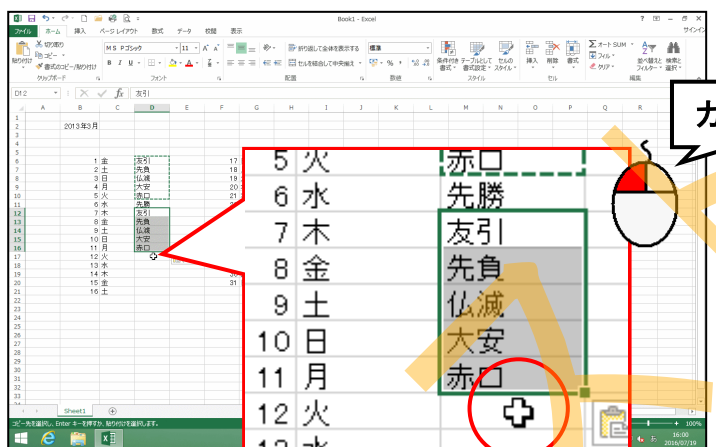 Book1 - Excel
サインイン
ファイル ホーム 挿入 ページ レイアウト 数式 データ 校閲 表示
貼り付け
切り取り
コピー
書式のコピー/貼り付け
クリップボード
MS Pゴシック 11
B I U
フォント
折り返して全体を表示する
セルを結合して中央揃え
配置
標準
数値
条件付き書式
テーブルとして書式設定
セルのスタイル
スタイル
挿入 削除 書式
セル
オート SUM
フィル
クリア
並べ替えと
フィルター
検索と
選択
編集
D12 fx 友引
A B C D E F G H I J K L M N O P Q R S
2013年3月
1 金 友引 17
2 土 先負 18
3 日 仏滅 19
4 月 大安 20
5 火 赤口 21
6 水 先勝
7 木 友引
8 金 先負
9 土 仏滅
10 日 大安
11 月 赤口
12 火
13 水
14 木 30
15 金 31
16 土
5 火 赤口
6 水 先勝
7 木 友引
8 金 先負
9 土 仏滅
10 日 大安
11 月 赤口
12 火
13 水
カ
Sheet1
コピー先を選択し、Enter キーを押すか、貼り付けを選択します。
100%
16:00
2016/07/19